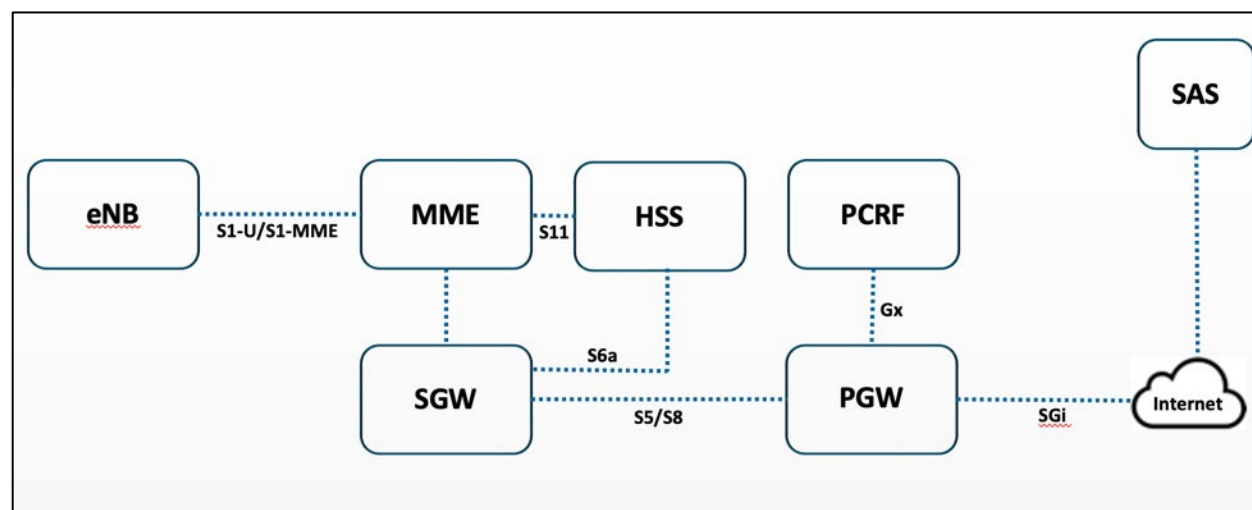 SAS
eNB
MME
HSS
PCRF
S1-U/S1-MME
S11
Gx
S6a
SGW
PGW
Internet
S5/S8
SGi